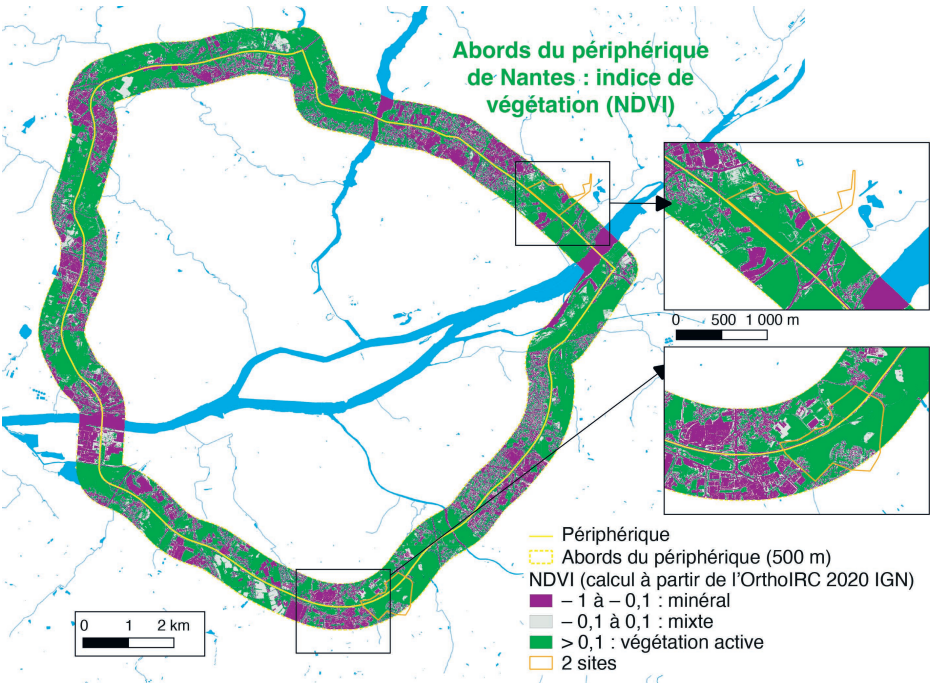 Abords du périphérique
de Nantes : indice de
végétation (NDVI)
0 500 1 000 m
Périphérique
Abords du périphérique (500 m)
NDVI (calcul à partir de l’OrthoIRC 2020 IGN)
– 1 à – 0,1 : minéral
– 0,1 à 0,1 : mixte
> 0,1 : végétation active
2 sites
0 1 2 km